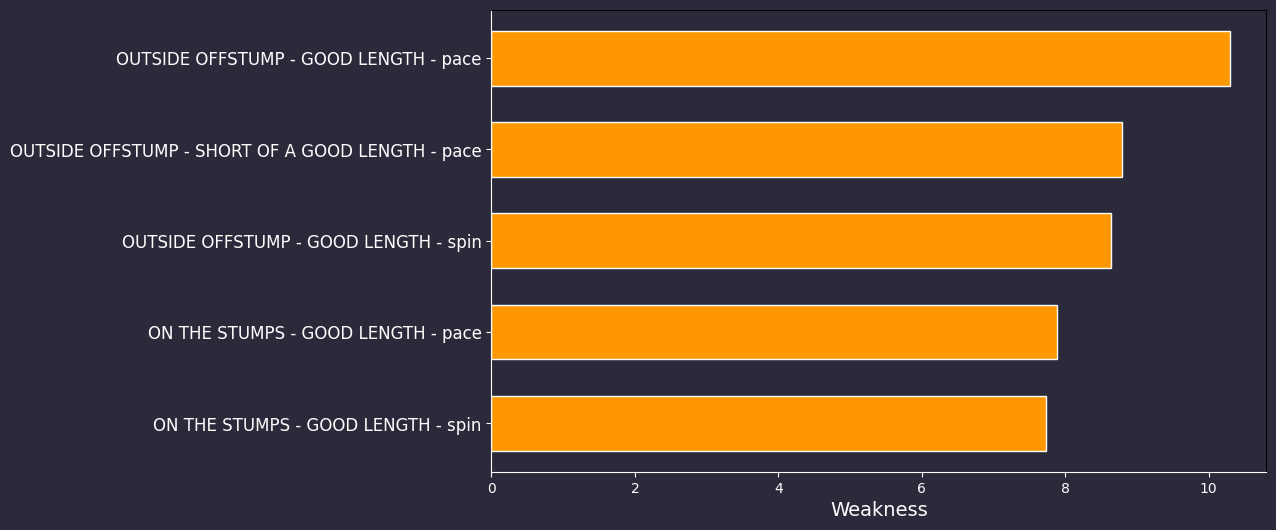 OUTSIDE OFFSTUMP - GOOD LENGTH - pace
OUTSIDE OFFSTUMP - SHORT OF A GOOD LENGTH - pace
OUTSIDE OFFSTUMP - GOOD LENGTH - spin
ON THE STUMPS - GOOD LENGTH - pace
ON THE STUMPS - GOOD LENGTH - spin
0 2 4 6 8 10
Weakness